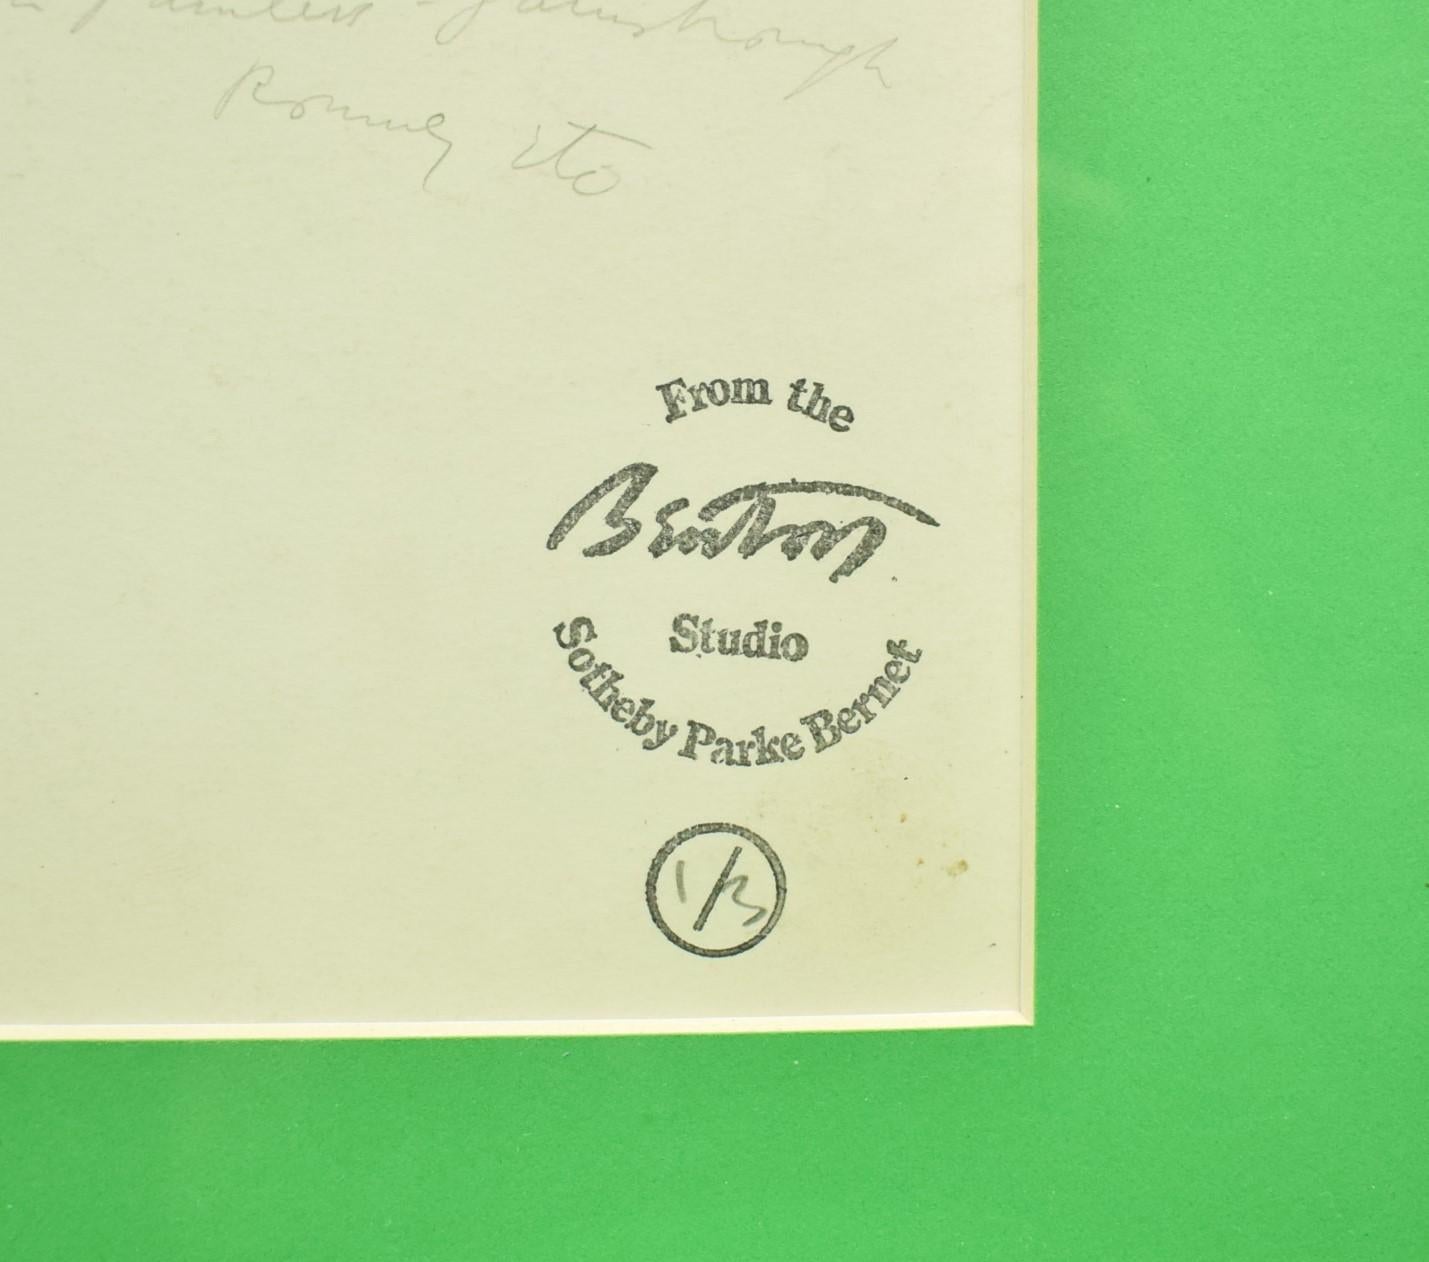 Painters - Gainsborough
Romney Etc
From the
Benton
Studio
Sotheby Parke Bernet
1/3